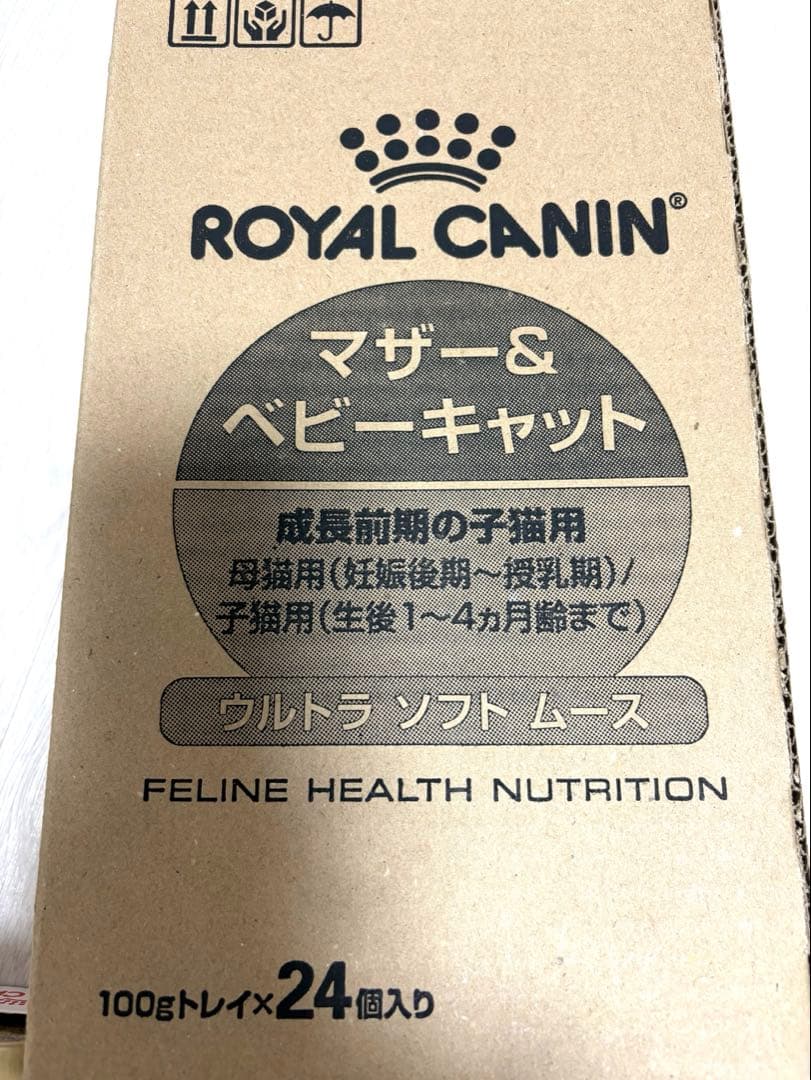 ROYAL CANIN®
マザー&
ベビーキャット
成長前期の子猫用
母猫用(妊娠後期～授乳期)/
子猫用(生後1～4ヵ月齢まで)
ウルトラ ソフト ムース
FELINE HEALTH NUTRITION
100gトレイ×24個入り